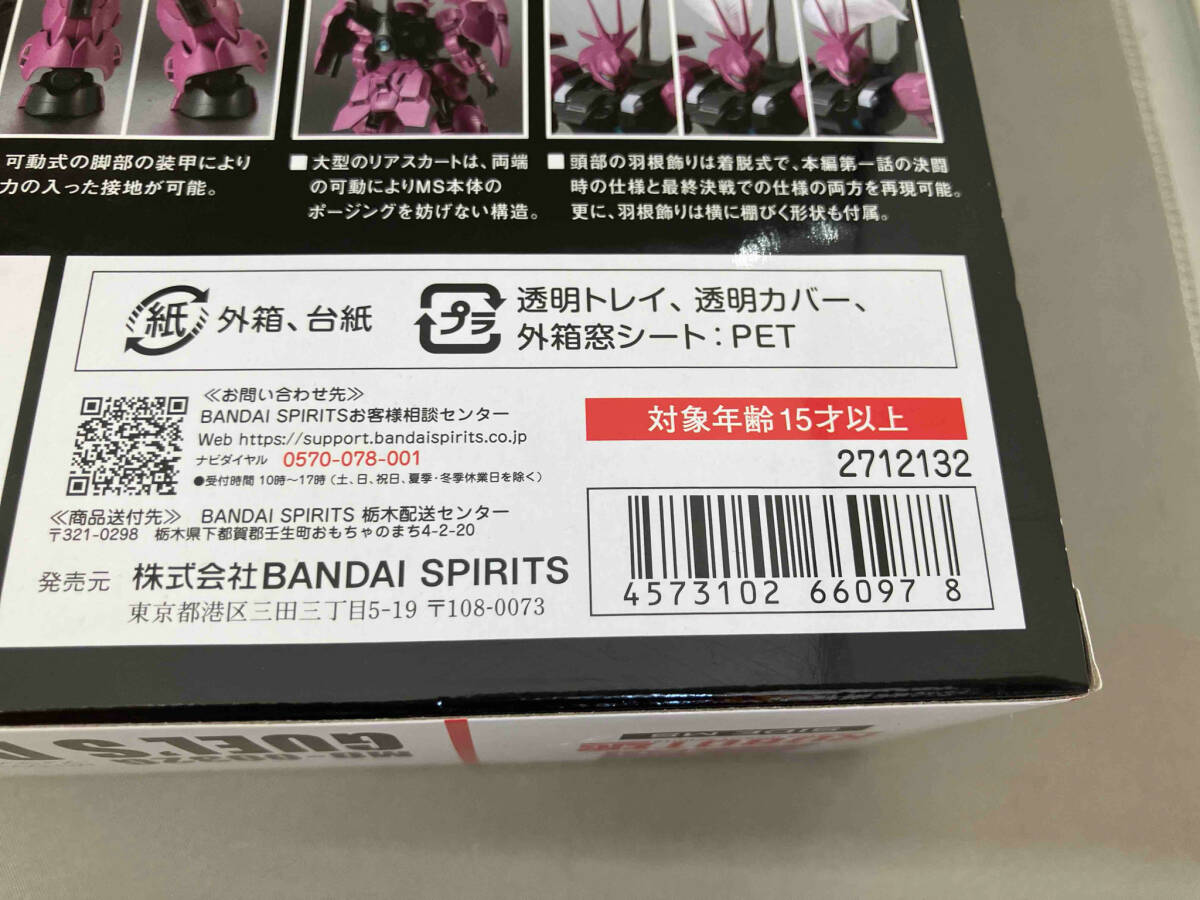 可動式の脚部の装甲により
力の入った接地が可能。
■大型のリアスカートは、両端
の可動によりMS本体の
ポージングを妨げない構造。
■頭部の羽根飾りは着脱式で、本編第一話の決闘
時の仕様と最終決戦での仕様の両方を再現可能。
更に、羽根飾りは横に棚びく形状も付属。
紙 外箱、台紙
プラ 透明トレイ、透明カバー、
外箱窓シート：PET
≪お問い合わせ先≫
BANDAI SPIRITSお客様相談センター
Web https://support.bandaispirits.co.jp
ナビダイヤル 0570-078-001
●受付時間 10時～17時（土、日、祝日、夏季・冬季休業日を除く）
≪商品送付先≫ BANDAI SPIRITS 栃木配送センター
〒321-0298 栃木県下都賀郡壬生町おもちゃのまち4-2-20
発売元 株式会社BANDAI SPIRITS
東京都港区三田三丁目5-19 〒108-0073
対象年齢15才以上
2712132
4573102 66097 8
GUEL'S